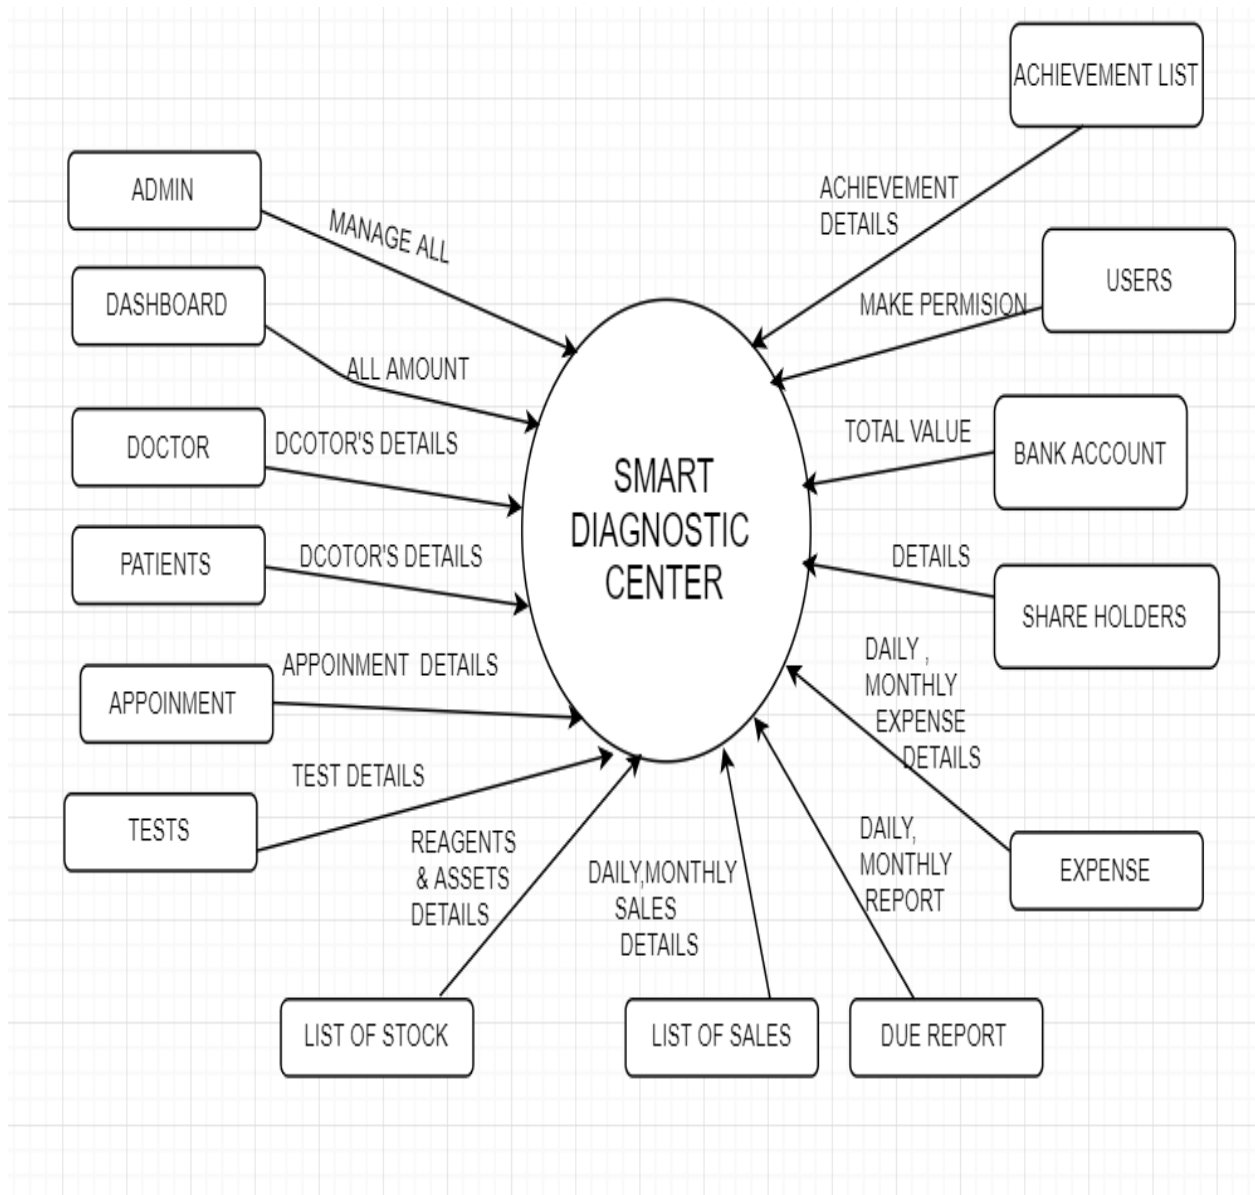 ACHIEVEMENT LIST
ADMIN
MANAGE ALL
ACHIEVEMENT
DETAILS
DASHBOARD
ALL AMOUNT
MAKE PERMISION
USERS
DOCTOR
DCOTOR'S DETAILS
TOTAL VALUE
BANK ACCOUNT
SMART
DIAGNOSTIC
CENTER
PATIENTS
DCOTOR'S DETAILS
DETAILS
SHARE HOLDERS
APPOINMENT
APPOINMENT DETAILS
DAILY ,
MONTHLY
EXPENSE
DETAILS
TESTS
TEST DETAILS
REAGENTS
& ASSETS
DETAILS
DAILY,MONTHLY
SALES
DETAILS
DAILY,
MONTHLY
REPORT
EXPENSE
LIST OF STOCK
LIST OF SALES
DUE REPORT